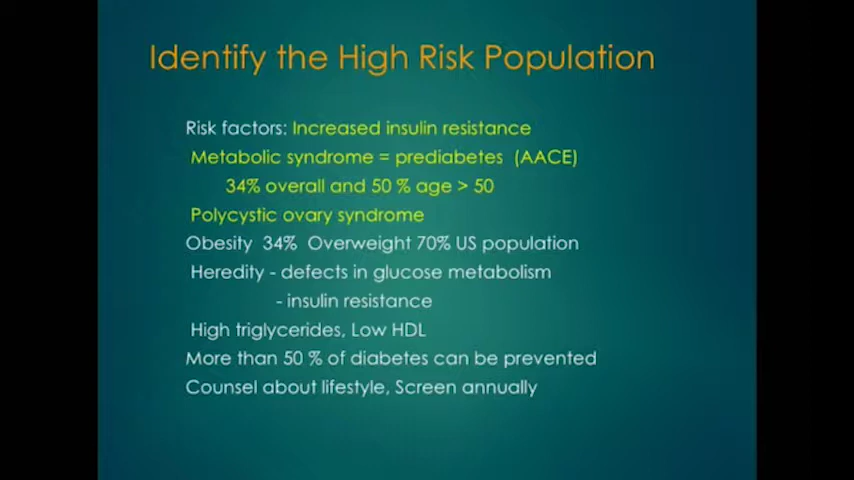 Identify the High Risk Population
Risk factors: Increased insulin resistance
Metabolic syndrome = prediabetes (AACE)
34% overall and 50 % age > 50
Polycystic ovary syndrome
Obesity 34% Overweight 70% US population
Heredity - defects in glucose metabolism
- insulin resistance
High triglycerides, Low HDL
More than 50 % of diabetes can be prevented
Counsel about lifestyle, Screen annually